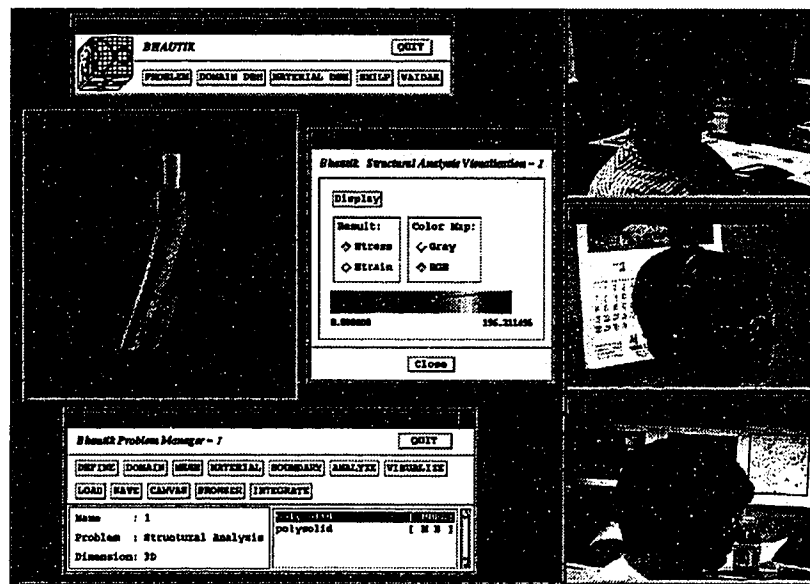 BHAUTIK QUIT
PROBLEM DOMAIN DBM MATERIAL DBM SHILP VAIDAK
Bhautik Structural Analysis Visualization - 1
Display
Result: Color Map:
Stress Gray
Strain RGB
0.000000
Close
Bhautik Problem Manager - 1 QUIT
DEFINE DOMAIN MESH MATERIAL BOUNDARY ANALYZE VISUALIZE
LOAD SAVE CANVAS BROWSER INTEGRATE
Name : 1
Problem : Structural Analysis
Dimension: 3D
polysolid [ M B ]